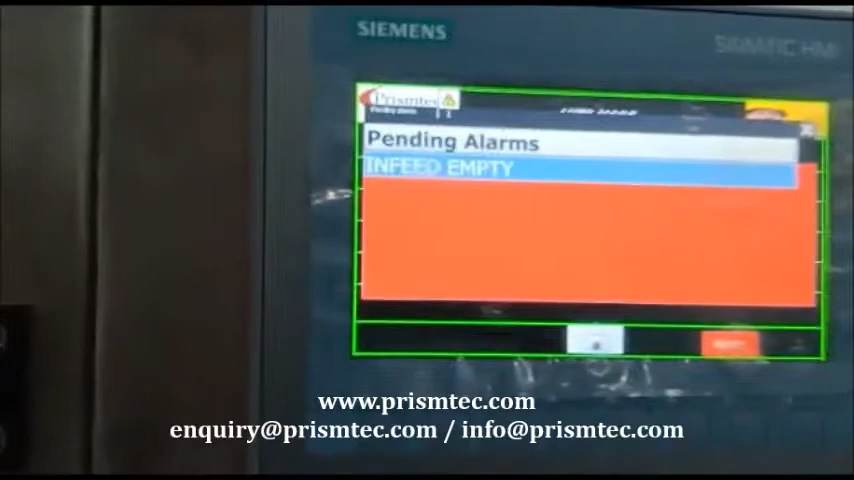 SIEMENS
SIMATIC HMI
Prismtec
Pending Alarms
INFEED EMPTY
www.prismtec.com
enquiry@prismtec.com / info@prismtec.com